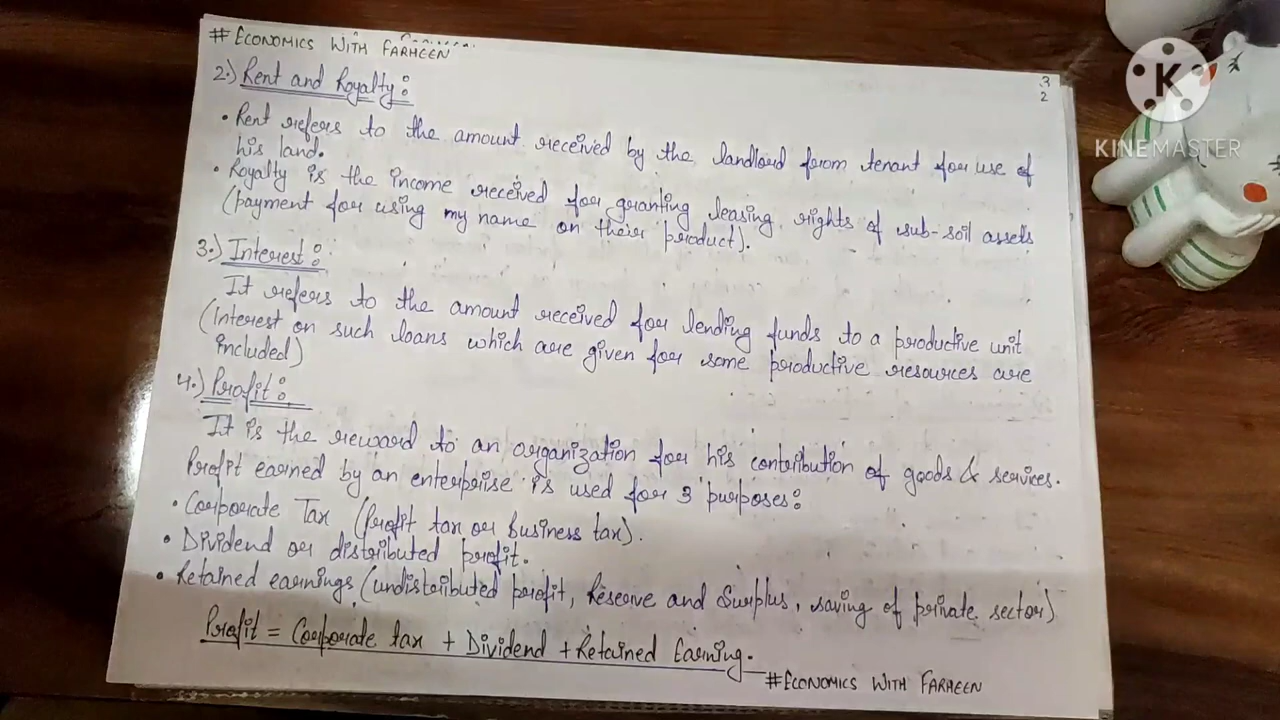 # ECONOMICS WITH FARHEEN
3
2
2.) Rent and Royalty:
• Rent refers to the amount received by the landlord from tenant for use of
his land.
• Royalty is the income received for granting leasing rights of sub-soil assets
(payment for using my name on their product).
3.) Interest:
It refers to the amount received for lending funds to a productive unit
(Interest on such loans which are given for some productive resources are
included)
4.) Profit:
It is the reward to an organization for his contribution of goods & services.
Profit earned by an enterprise is used for 3 purposes:
• Corporate Tax (Profit tax or Business tax).
• Dividend or distributed profit.
• Retained earnings (undistributed profit, Reserve and Surplus, saving of private sector)
Profit = Corporate tax + Dividend + Retained Earning.
# ECONOMICS WITH FARHEEN
K
KINEMASTER